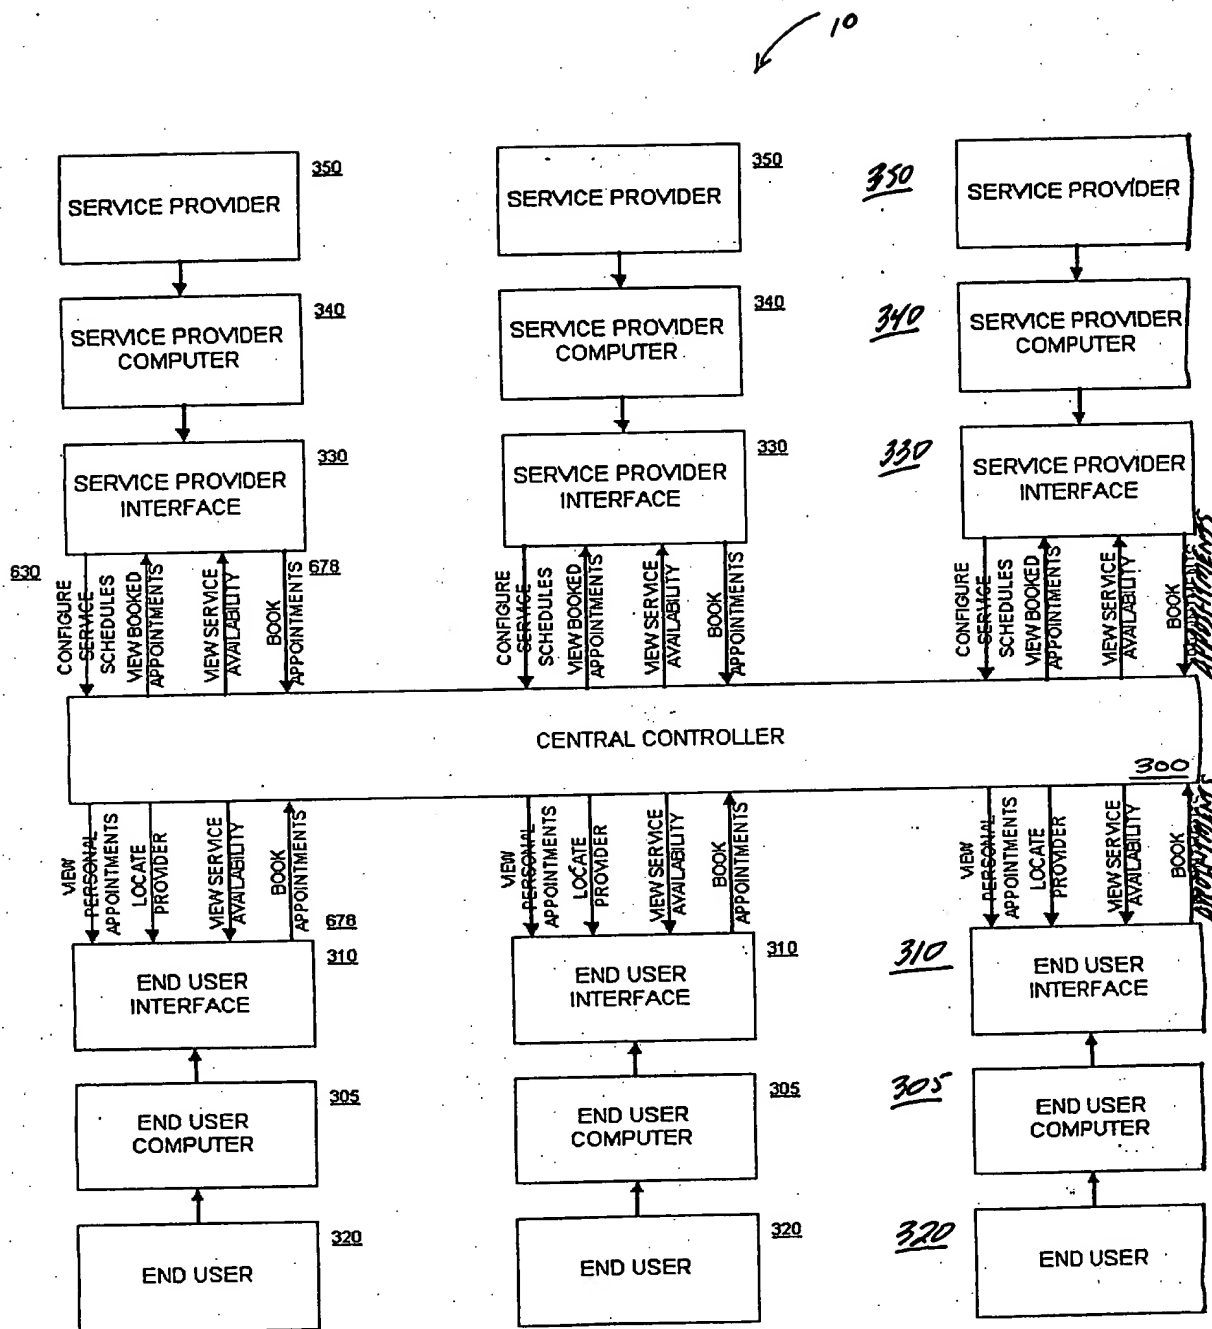 10
350
350
350
SERVICE PROVIDER
SERVICE PROVIDER
SERVICE PROVIDER
340
340
340
SERVICE PROVIDER
COMPUTER
SERVICE PROVIDER
COMPUTER
SERVICE PROVIDER
COMPUTER
330
330
330
SERVICE PROVIDER
INTERFACE
SERVICE PROVIDER
INTERFACE
SERVICE PROVIDER
INTERFACE
630
CONFIGURE
SERVICE
SCHEDULES
VIEW BOOKED
APPOINTMENTS
VIEW SERVICE
AVAILABILITY
BOOK
APPOINTMENTS
678
CONFIGURE
SERVICE
SCHEDULES
VIEW BOOKED
APPOINTMENTS
VIEW SERVICE
AVAILABILITY
BOOK
APPOINTMENTS
CONFIGURE
SERVICE
SCHEDULES
VIEW BOOKED
APPOINTMENTS
VIEW SERVICE
AVAILABILITY
BOOK
APPOINTMENTS
CENTRAL CONTROLLER
300
VIEW
PERSONAL
APPOINTMENTS
LOCATE
PROVIDER
VIEW SERVICE
AVAILABILITY
BOOK
APPOINTMENTS
678
VIEW
PERSONAL
APPOINTMENTS
LOCATE
PROVIDER
VIEW SERVICE
AVAILABILITY
BOOK
APPOINTMENTS
VIEW
PERSONAL
APPOINTMENTS
LOCATE
PROVIDER
VIEW SERVICE
AVAILABILITY
BOOK
APPOINTMENTS
310
310
310
END USER
INTERFACE
END USER
INTERFACE
END USER
INTERFACE
305
305
305
END USER
COMPUTER
END USER
COMPUTER
END USER
COMPUTER
320
320
320
END USER
END USER
END USER